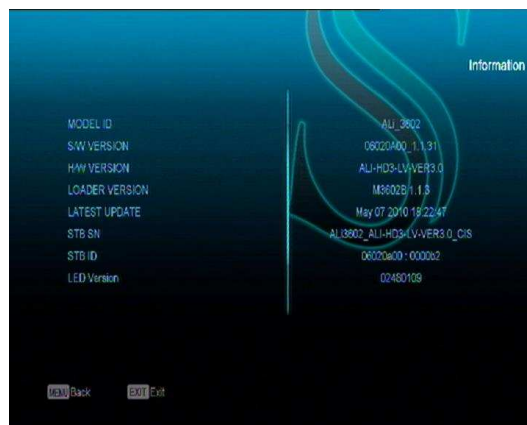 Information
MODEL ID ALI_3602
S/W VERSION 06020A00_1.1.31
H/W VERSION ALI-HD3-LV-VER3.0
LOADER VERSION M3602B 1.1.3
LATEST UPDATE May 07 2010 18:22:47
STB SN ALI3602_ALI-HD3-LV-VER3.0_CIS
STB ID 06020a00 : 0000b2
LED Version 02480109
MENU Back EXIT Exit